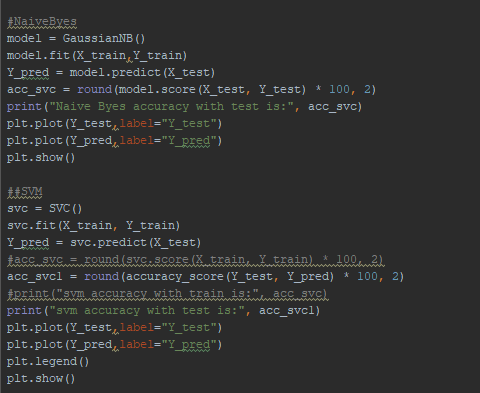 #NaiveByes
model = GaussianNB()
model.fit(X_train,Y_train)
Y_pred = model.predict(X_test)
acc_svc = round(model.score(X_test, Y_test) * 100, 2)
print("Naive Byes accuracy with test is:", acc_svc)
plt.plot(Y_test,label="Y_test")
plt.plot(Y_pred,label="Y_pred")
plt.show()
##SVM
svc = SVC()
svc.fit(X_train, Y_train)
Y_pred = svc.predict(X_test)
#acc_svc = round(svc.score(X_train, Y_train) * 100, 2)
acc_svc1 = round(accuracy_score(Y_test, Y_pred) * 100, 2)
#print("svm accuracy with train is:", acc_svc)
print("svm accuracy with test is:", acc_svc1)
plt.plot(Y_test,label="Y_test")
plt.plot(Y_pred,label="Y_pred")
plt.legend()
plt.show()